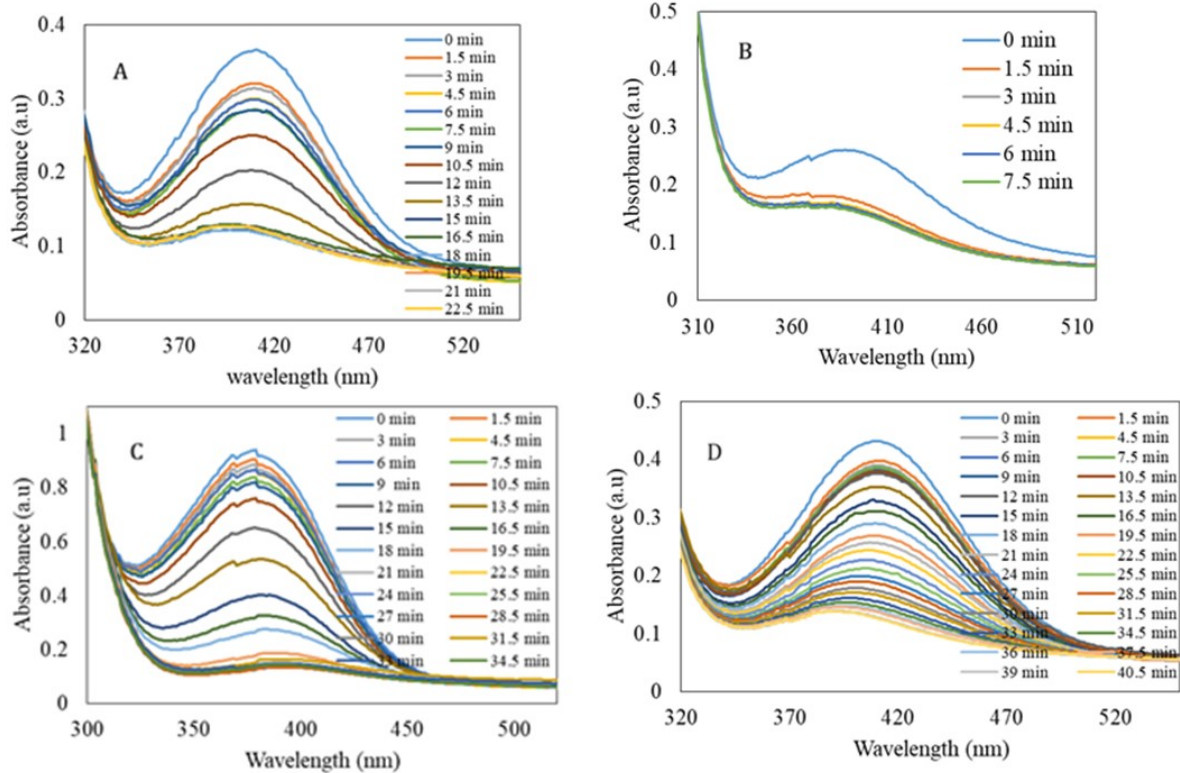 A
Absorbance (a.u)
0.4
0.3
0.2
0.1
0
320 370 420 470 520
wavelength (nm)
0 min
1.5 min
3 min
4.5 min
6 min
7.5 min
9 min
10.5 min
12 min
13.5 min
15 min
16.5 min
18 min
19.5 min
21 min
22.5 min
B
Absorbance (a.u)
0.5
0.4
0.3
0.2
0.1
0
310 360 410 460 510
Wavelength (nm)
0 min
1.5 min
3 min
4.5 min
6 min
7.5 min
C
Absorbance (a.u)
1
0.8
0.6
0.4
0.2
0
300 350 400 450 500
Wavelength (nm)
0 min 1.5 min
3 min 4.5 min
6 min 7.5 min
9 min 10.5 min
12 min 13.5 min
15 min 16.5 min
18 min 19.5 min
21 min 22.5 min
24 min 25.5 min
27 min 28.5 min
30 min 31.5 min
33 min 34.5 min
D
Absorbance (a.u)
0.5
0.4
0.3
0.2
0.1
0
320 370 420 470 520
Wavelength (nm)
0 min 1.5 min
3 min 4.5 min
6 min 7.5 min
9 min 10.5 min
12 min 13.5 min
15 min 16.5 min
18 min 19.5 min
21 min 22.5 min
24 min 25.5 min
27 min 28.5 min
30 min 31.5 min
33 min 34.5 min
36 min 37.5 min
39 min 40.5 min